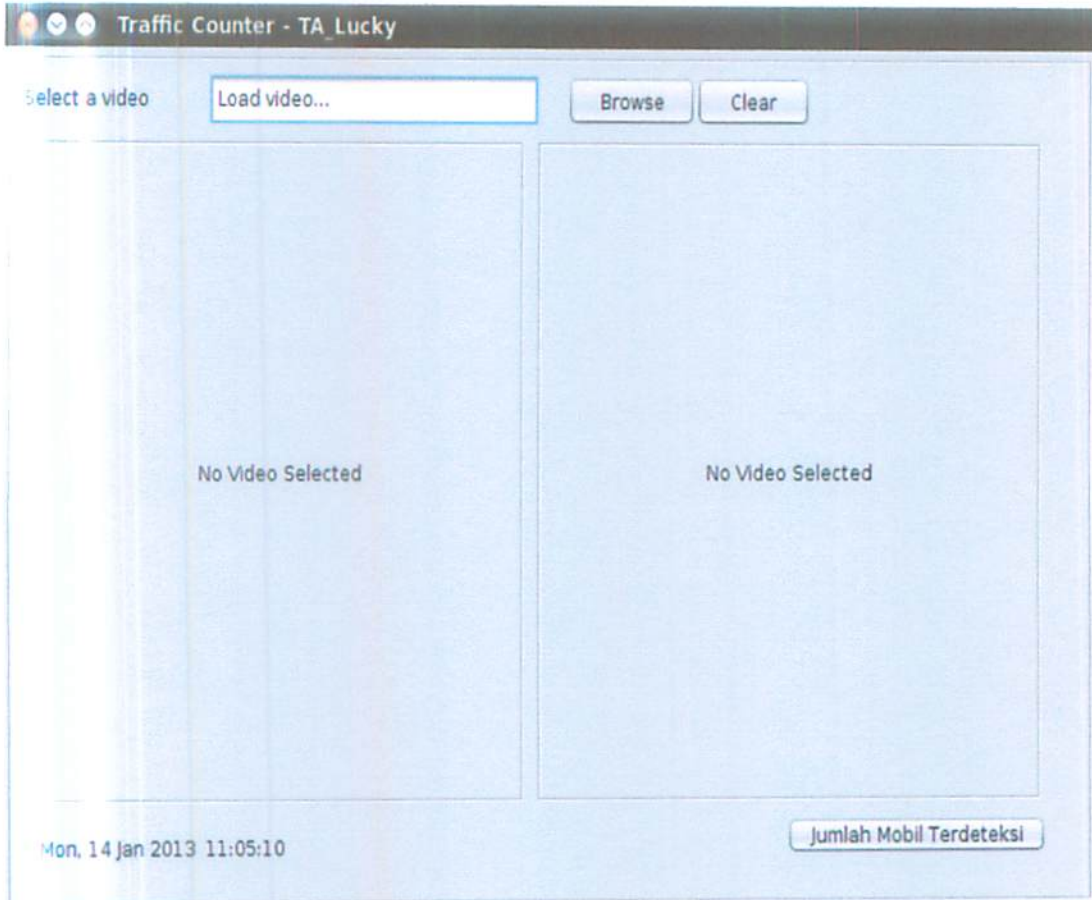 Traffic Counter - TA_Lucky
Select a video Load video... Browse Clear
No Video Selected No Video Selected
Mon, 14 Jan 2013 11:05:10 Jumlah Mobil Terdeteksi